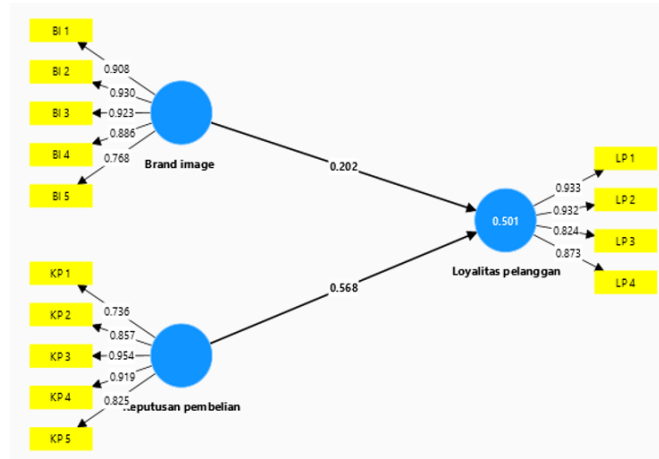 BI 1
BI 2
BI 3
BI 4
BI 5
0.908
0.930
0.923
0.886
0.768
Brand image
0.202
KP 1
KP 2
KP 3
KP 4
KP 5
0.736
0.857
0.954
0.919
0.825
Keputusan pembelian
0.568
0.501
Loyalitas pelanggan
0.933
0.932
0.824
0.873
LP 1
LP 2
LP 3
LP 4